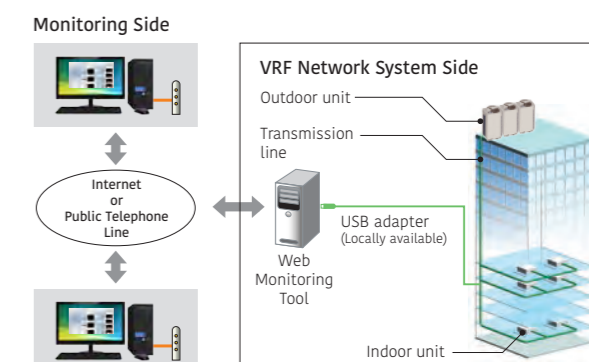 Monitoring Side
Internet
or
Public Telephone
Line
VRF Network System Side
Outdoor unit
Transmission
line
USB adapter
(Locally available)
Web
Monitoring
Tool
Indoor unit